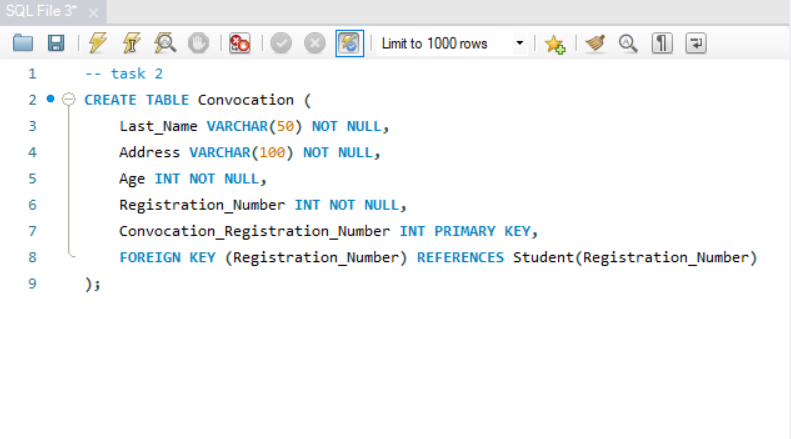 SQL File 3*
Limit to 1000 rows
1 -- task 2
2 CREATE TABLE Convocation (
3 Last_Name VARCHAR(50) NOT NULL,
4 Address VARCHAR(100) NOT NULL,
5 Age INT NOT NULL,
6 Registration_Number INT NOT NULL,
7 Convocation_Registration_Number INT PRIMARY KEY,
8 FOREIGN KEY (Registration_Number) REFERENCES Student(Registration_Number)
9 );